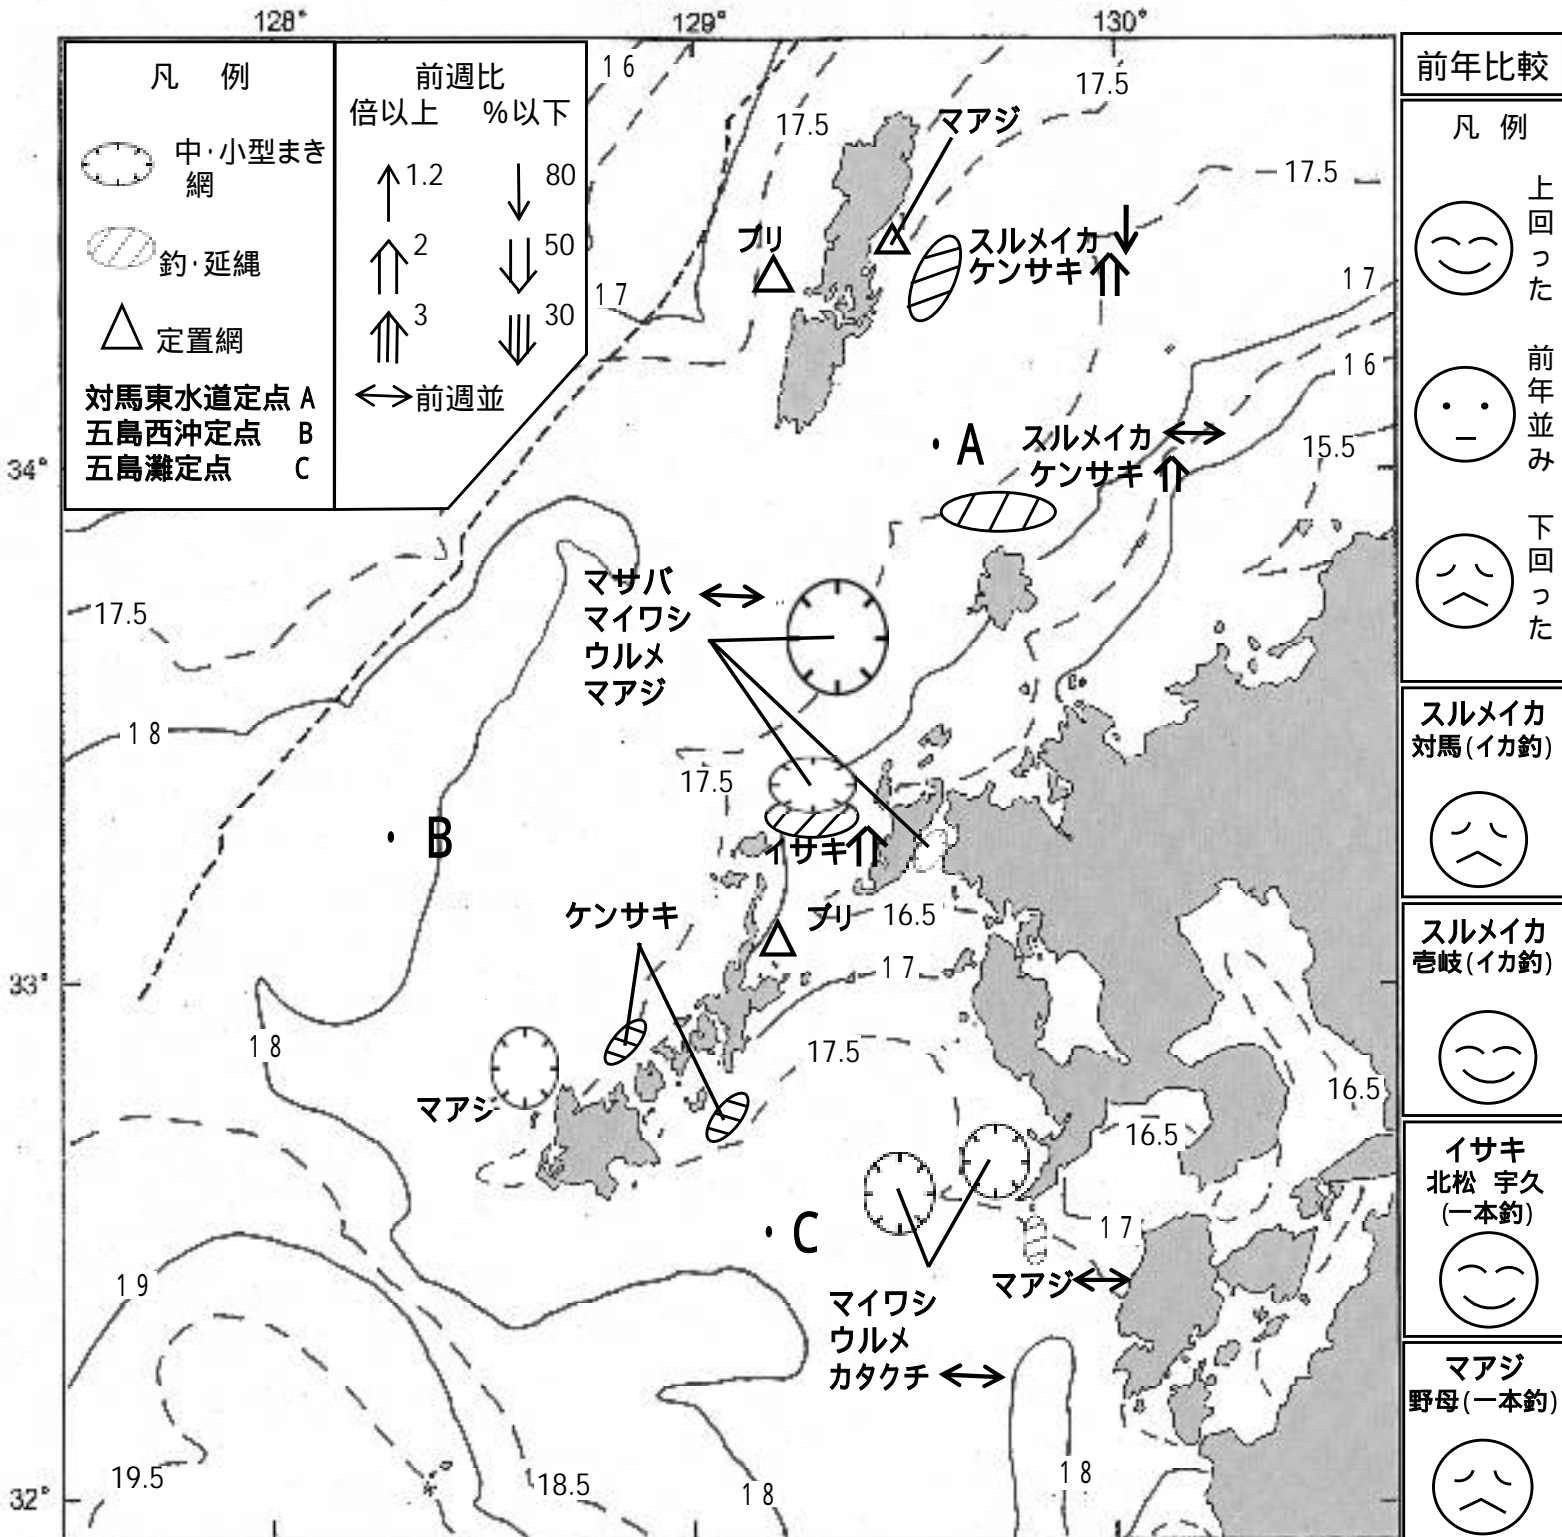 128°
129°
130°
凡 例
中・小型まき
網
釣・延縄
定置網
対馬東水道定点 A
五島西沖定点 B
五島灘定点 C
前週比
倍以上 %以下
1.2 80
2 50
3 30
前週並
前年比較
凡 例
上回った
前年並み
下回った
スルメイカ
対馬(イカ釣)
スルメイカ
壱岐(イカ釣)
イサキ
北松 宇久
(一本釣)
マアジ
野母(一本釣)
34°
33°
32°
16
17.5
17.5
マアジ
17.5
ブリ
スルメイカ
ケンサキ
17
17
16
A
スルメイカ
ケンサキ
15.5
マサバ
マイワシ
ウルメ
マアジ
17.5
18
17.5
B
イサキ
ケンサキ
ブリ
16.5
17
18
17.5
マアジ
16.5
16.5
C
17
マアジ
19
マイワシ
ウルメ
カタクチ
19.5
18.5
18
18